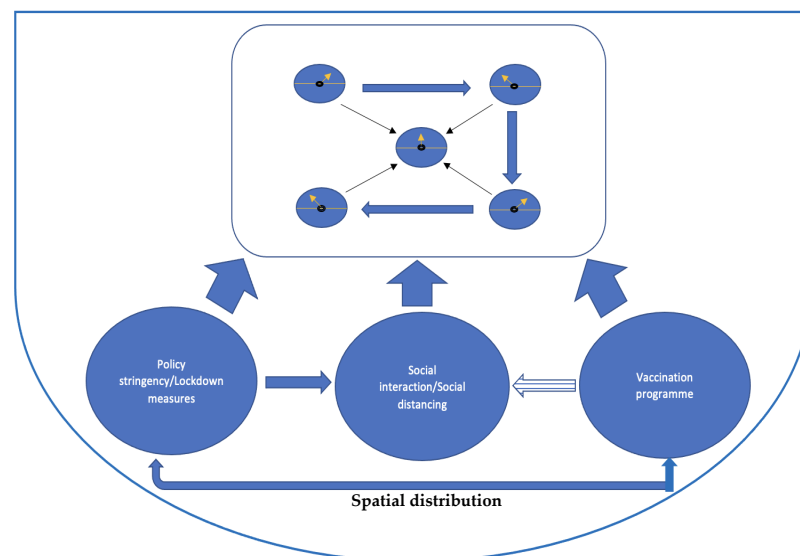 Policy
stringency/Lockdown
measures
Social
interaction/Social
distancing
Vaccination
programme
Spatial distribution